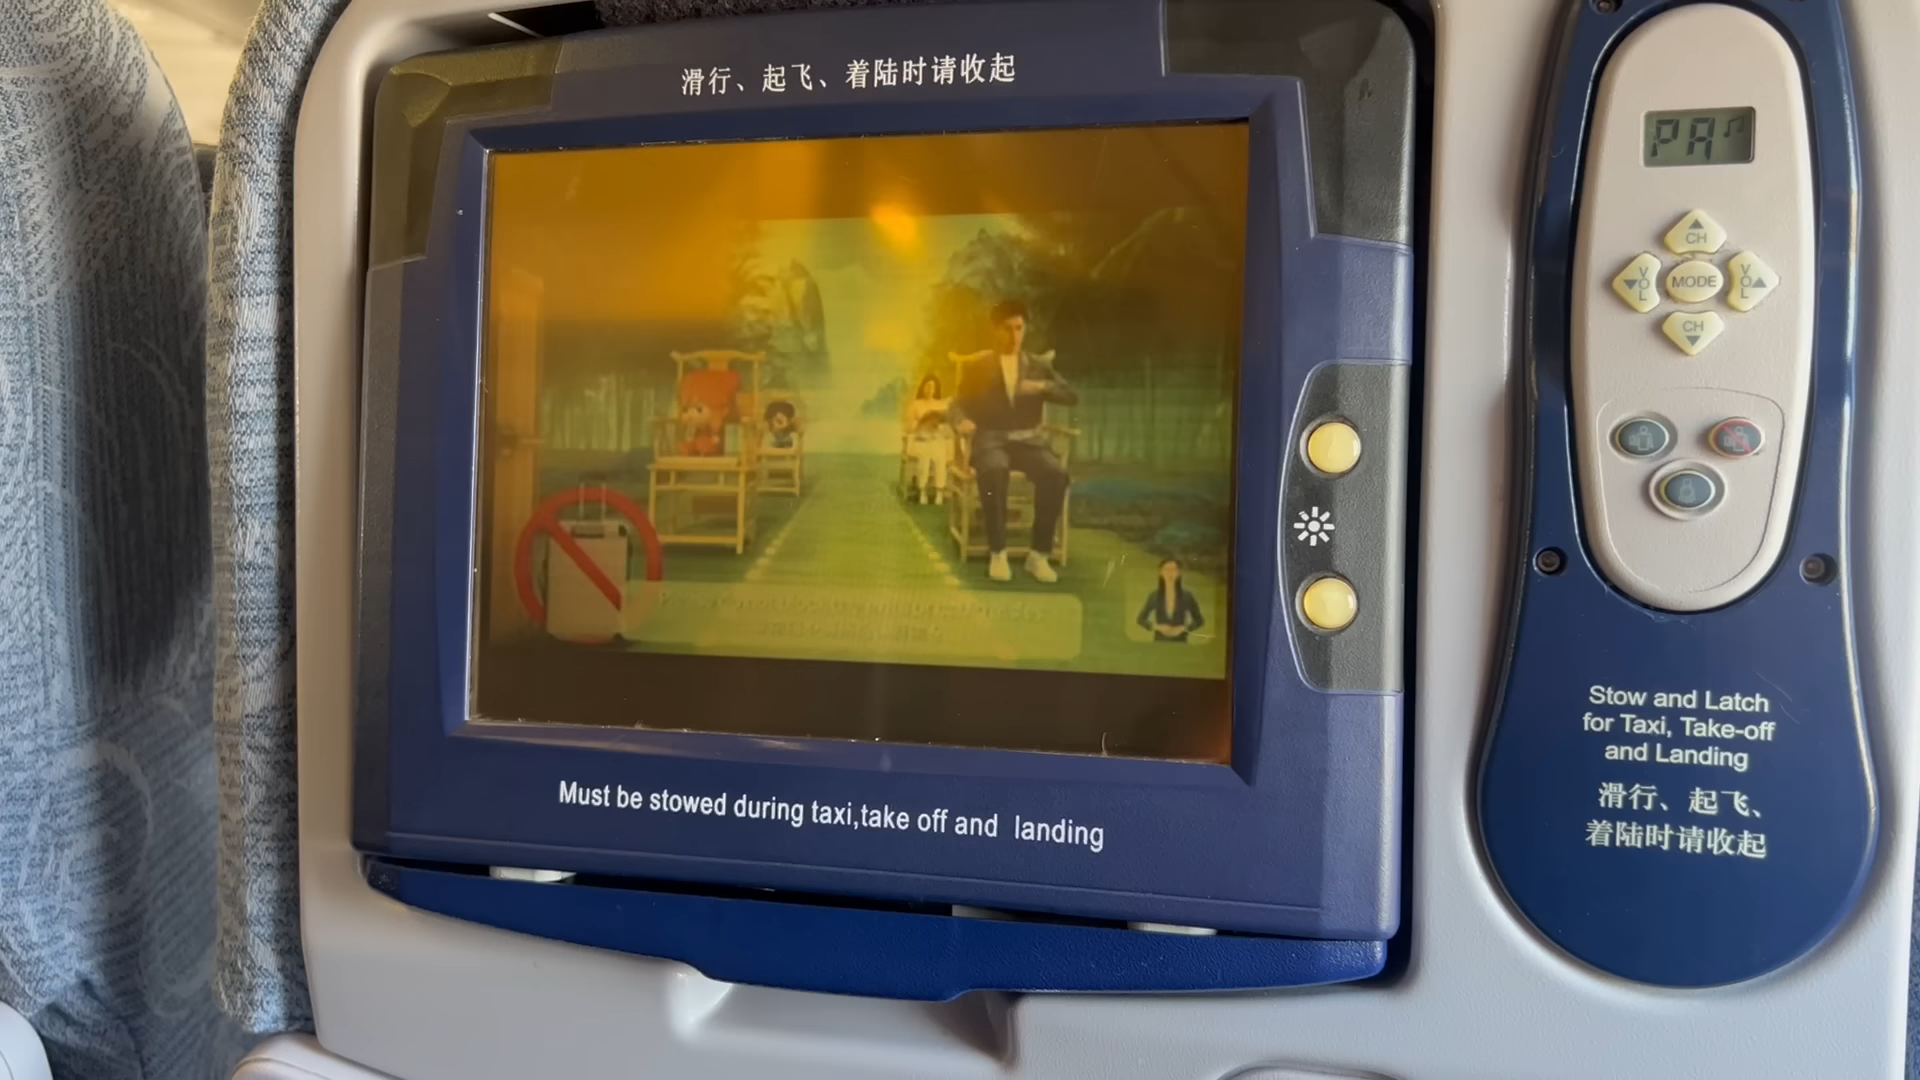 滑行、起飞、着陆时请收起
Must be stowed during taxi,take off and landing
PA
CH
VOL
MODE
VOL
CH
Stow and Latch
for Taxi, Take-off
and Landing
滑行、起飞、
着陆时请收起